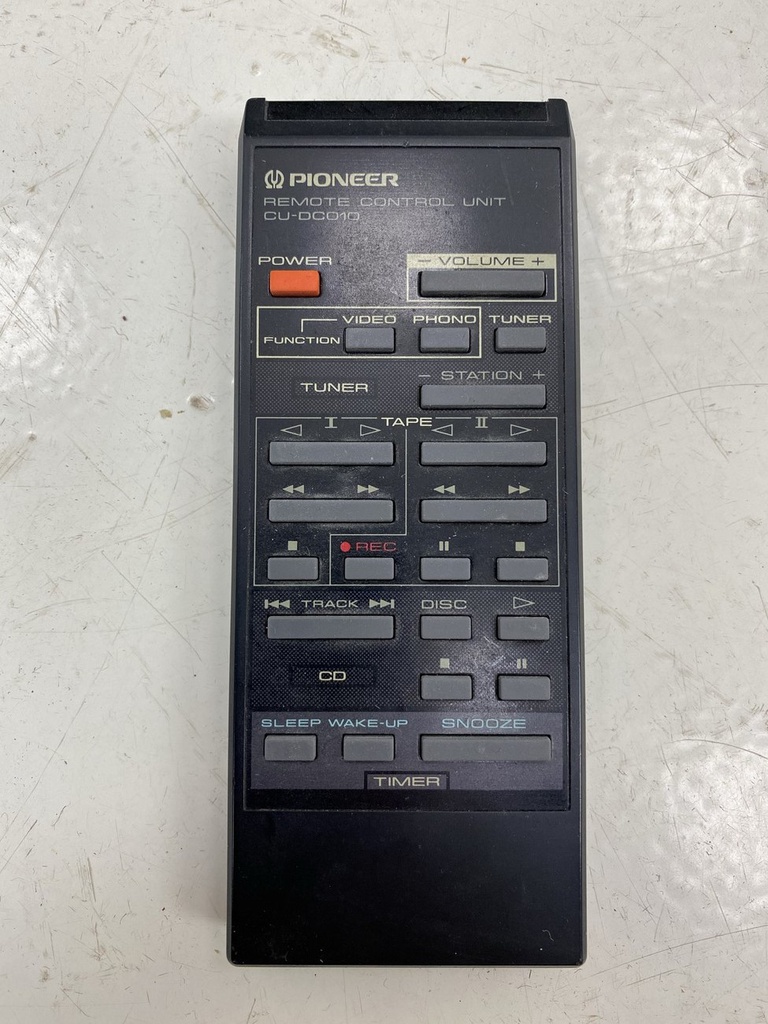 PIONEER
REMOTE CONTROL UNIT
CU-DC010
POWER
- VOLUME +
VIDEO PHONO TUNER
FUNCTION
TUNER
- STATION +
I TAPE II
● REC
TRACK DISC
CD
SLEEP WAKE-UP SNOOZE
TIMER